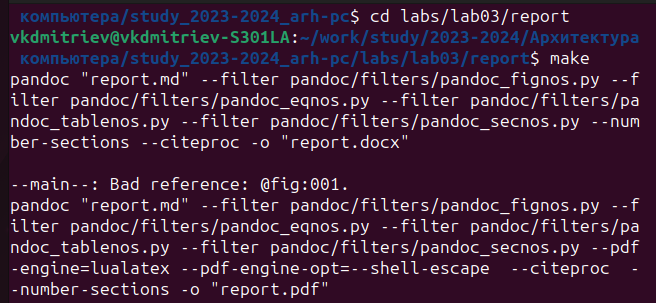 компьютера/study_2023-2024_arh-pc$ cd labs/lab03/report
vkdmitriev@vkdmitriev-S301LA:~/work/study/2023-2024/Архитектура
компьютера/study_2023-2024_arh-pc/labs/lab03/report$ make
pandoc "report.md" --filter pandoc/filters/pandoc_fignos.py --f
ilter pandoc/filters/pandoc_eqnos.py --filter pandoc/filters/pa
ndoc_tablenos.py --filter pandoc/filters/pandoc_secnos.py --num
ber-sections --citeproc -o "report.docx"
--main--: Bad reference: @fig:001.
pandoc "report.md" --filter pandoc/filters/pandoc_fignos.py --f
ilter pandoc/filters/pandoc_eqnos.py --filter pandoc/filters/pa
ndoc_tablenos.py --filter pandoc/filters/pandoc_secnos.py --pdf
-engine=lualatex --pdf-engine-opt=--shell-escape  --citeproc  -
-number-sections -o "report.pdf"